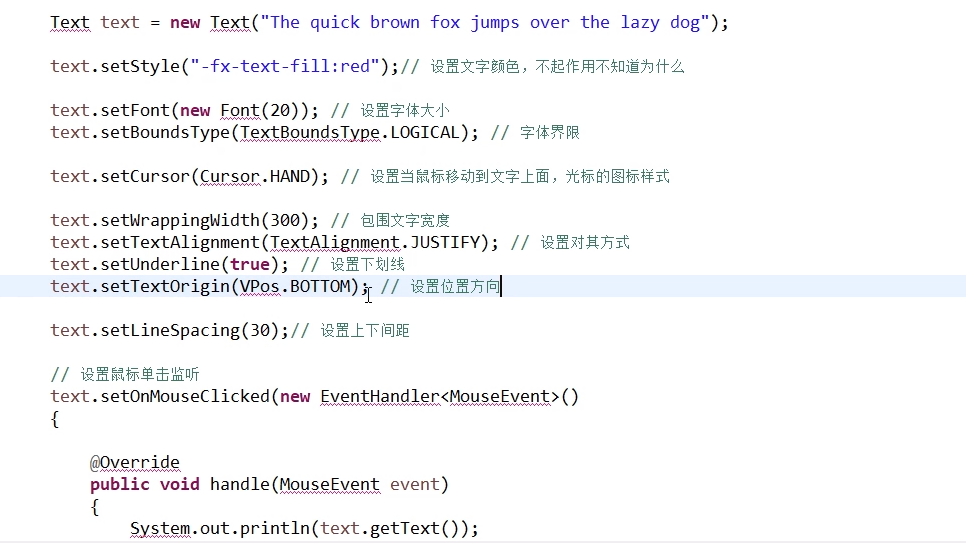 Text text = new Text("The quick brown fox jumps over the lazy dog");
text.setStyle("-fx-text-fill:red");// 设置文字颜色，不起作用不知道为什么
text.setFont(new Font(20)); // 设置字体大小
text.setBoundsType(TextBoundsType.LOGICAL); // 字体界限
text.setCursor(Cursor.HAND); // 设置当鼠标移动到文字上面，光标的图标样式
text.setWrappingWidth(300); // 包围文字宽度
text.setTextAlignment(TextAlignment.JUSTIFY); // 设置对其方式
text.setUnderline(true); // 设置下划线
text.setTextOrigin(VPos.BOTTOM); // 设置位置方向
text.setLineSpacing(30);// 设置上下间距
// 设置鼠标单击监听
text.setOnMouseClicked(new EventHandler<MouseEvent>()
{
@Override
public void handle(MouseEvent event)
{
System.out.println(text.getText());